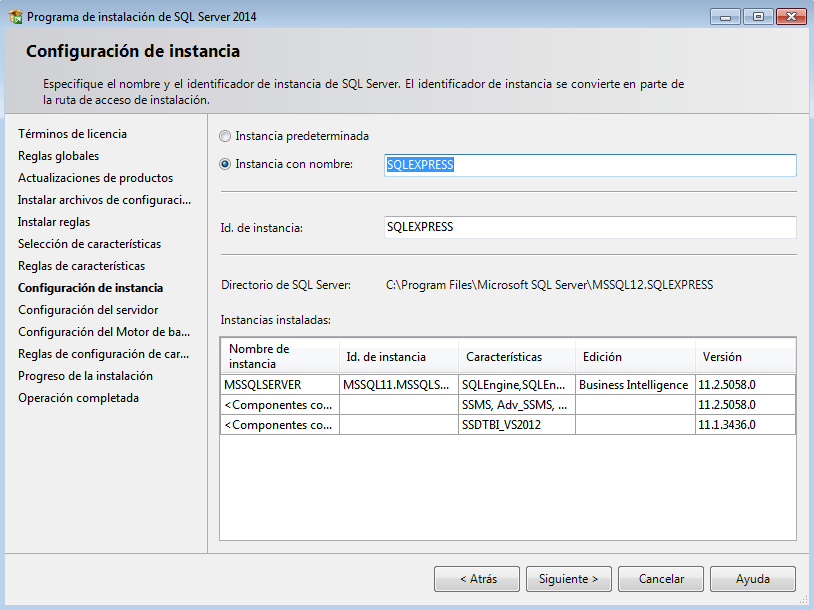 Programa de instalación de SQL Server 2014
Configuración de instancia
Especifique el nombre y el identificador de instancia de SQL Server. El identificador de instancia se convierte en parte de
la ruta de acceso de instalación.
Términos de licencia
Reglas globales
Actualizaciones de productos
Instalar archivos de configuraci...
Instalar reglas
Selección de características
Reglas de características
Configuración de instancia
Configuración del servidor
Configuración del Motor de ba...
Reglas de configuración de car...
Progreso de la instalación
Operación completada
Instancia predeterminada
Instancia con nombre: SQLEXPRESS
Id. de instancia: SQLEXPRESS
Directorio de SQL Server: C:\Program Files\Microsoft SQL Server\MSSQL12.SQLEXPRESS
Instancias instaladas:
Nombre de instancia Id. de instancia Características Edición Versión
MSSQLSERVER MSSQL11.MSSQLS... SQLEngine,SQLEn... Business Intelligence 11.2.5058.0
<Componentes co... SSMS, Adv_SSMS, ... 11.2.5058.0
<Componentes co... SSDTBI_VS2012 11.1.3436.0
< Atrás Siguiente > Cancelar Ayuda